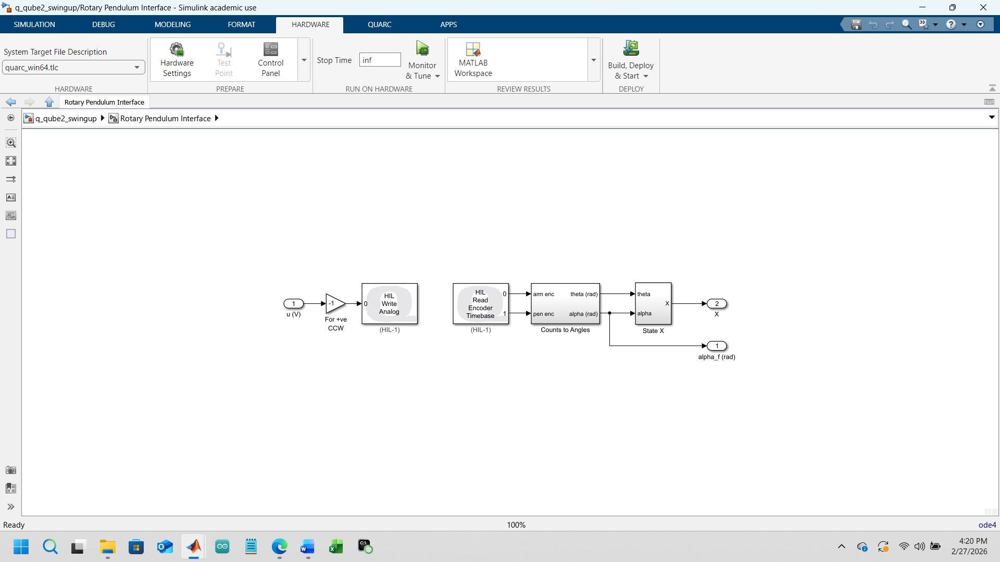 q_qube2_swingup/Rotary Pendulum Interface - Simulink academic use
SIMULATION DEBUG MODELING FORMAT HARDWARE QUARC APPS
System Target File Description
quarc_win64.tlc
HARDWARE
Hardware
Settings
Test
Point
Control
Panel
PREPARE
Stop Time inf
Monitor
& Tune
RUN ON HARDWARE
MATLAB
Workspace
REVIEW RESULTS
Build, Deploy
& Start
DEPLOY
Rotary Pendulum Interface
q_qube2_swingup Rotary Pendulum Interface
1
u (V)
-1
For +ve
CCW
0
HIL
Write
Analog
(HIL-1)
HIL
Read
Encoder
Timebase
0
1
(HIL-1)
arm enc theta (rad)
pen enc alpha (rad)
Counts to Angles
theta
alpha
X
State X
2
X
1
alpha_f (rad)
Ready 100% ode4
4:20 PM
2/27/2026